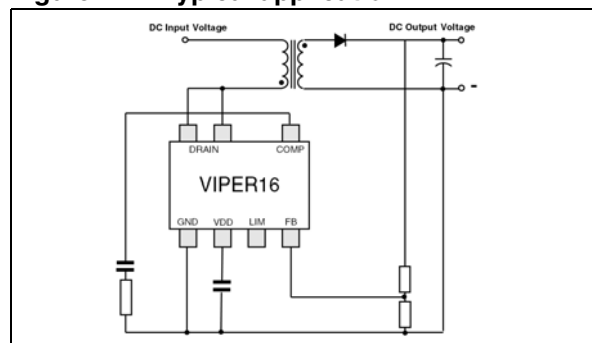 DC Input Voltage
DC Output Voltage
-
DRAIN
COMP
VIPER16
GND
VDD
LIM
FB